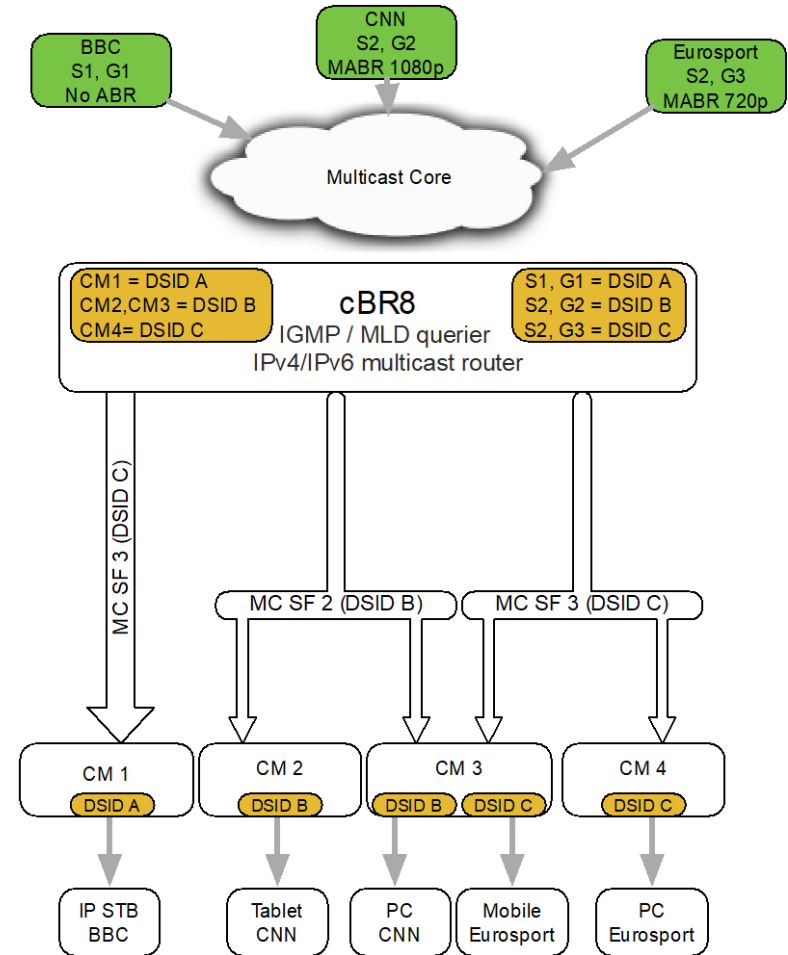 BBC
S1, G1
No ABR
CNN
S2, G2
MABR 1080p
Eurosport
S2, G3
MABR 720p
Multicast Core
CM1 = DSID A
CM2,CM3 = DSID B
CM4= DSID C
cBR8
IGMP / MLD querier
IPv4/IPv6 multicast router
S1, G1 = DSID A
S2, G2 = DSID B
S2, G3 = DSID C
MC SF 3 (DSID C)
MC SF 2 (DSID B)
MC SF 3 (DSID C)
CM 1
DSID A
CM 2
DSID B
CM 3
DSID B
DSID C
CM 4
DSID C
IP STB
BBC
Tablet
CNN
PC
CNN
Mobile
Eurosport
PC
Eurosport